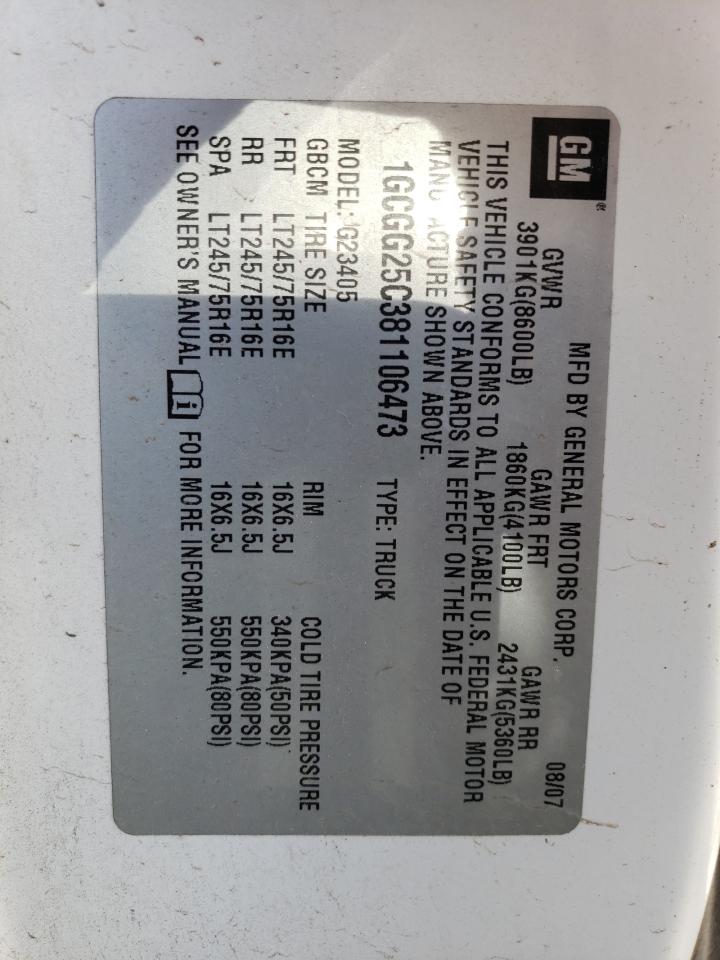 GM®
MFD BY GENERAL MOTORS CORP. 08/07
GVWR GAWR FRT GAWR RR
3901KG(8600LB) 1860KG(4100LB) 2431KG(5360LB)
THIS VEHICLE CONFORMS TO ALL APPLICABLE U.S. FEDERAL MOTOR
VEHICLE SAFETY STANDARDS IN EFFECT ON THE DATE OF
MANUFACTURE SHOWN ABOVE.
1GCGG25C381106473 TYPE: TRUCK
MODEL: G23405
GBCM TIRE SIZE RIM COLD TIRE PRESSURE
FRT LT245/75R16E 16X6.5J 340KPA(50PSI)
RR LT245/75R16E 16X6.5J 550KPA(80PSI)
SPA LT245/75R16E 16X6.5J 550KPA(80PSI)
SEE OWNER'S MANUAL i FOR MORE INFORMATION.